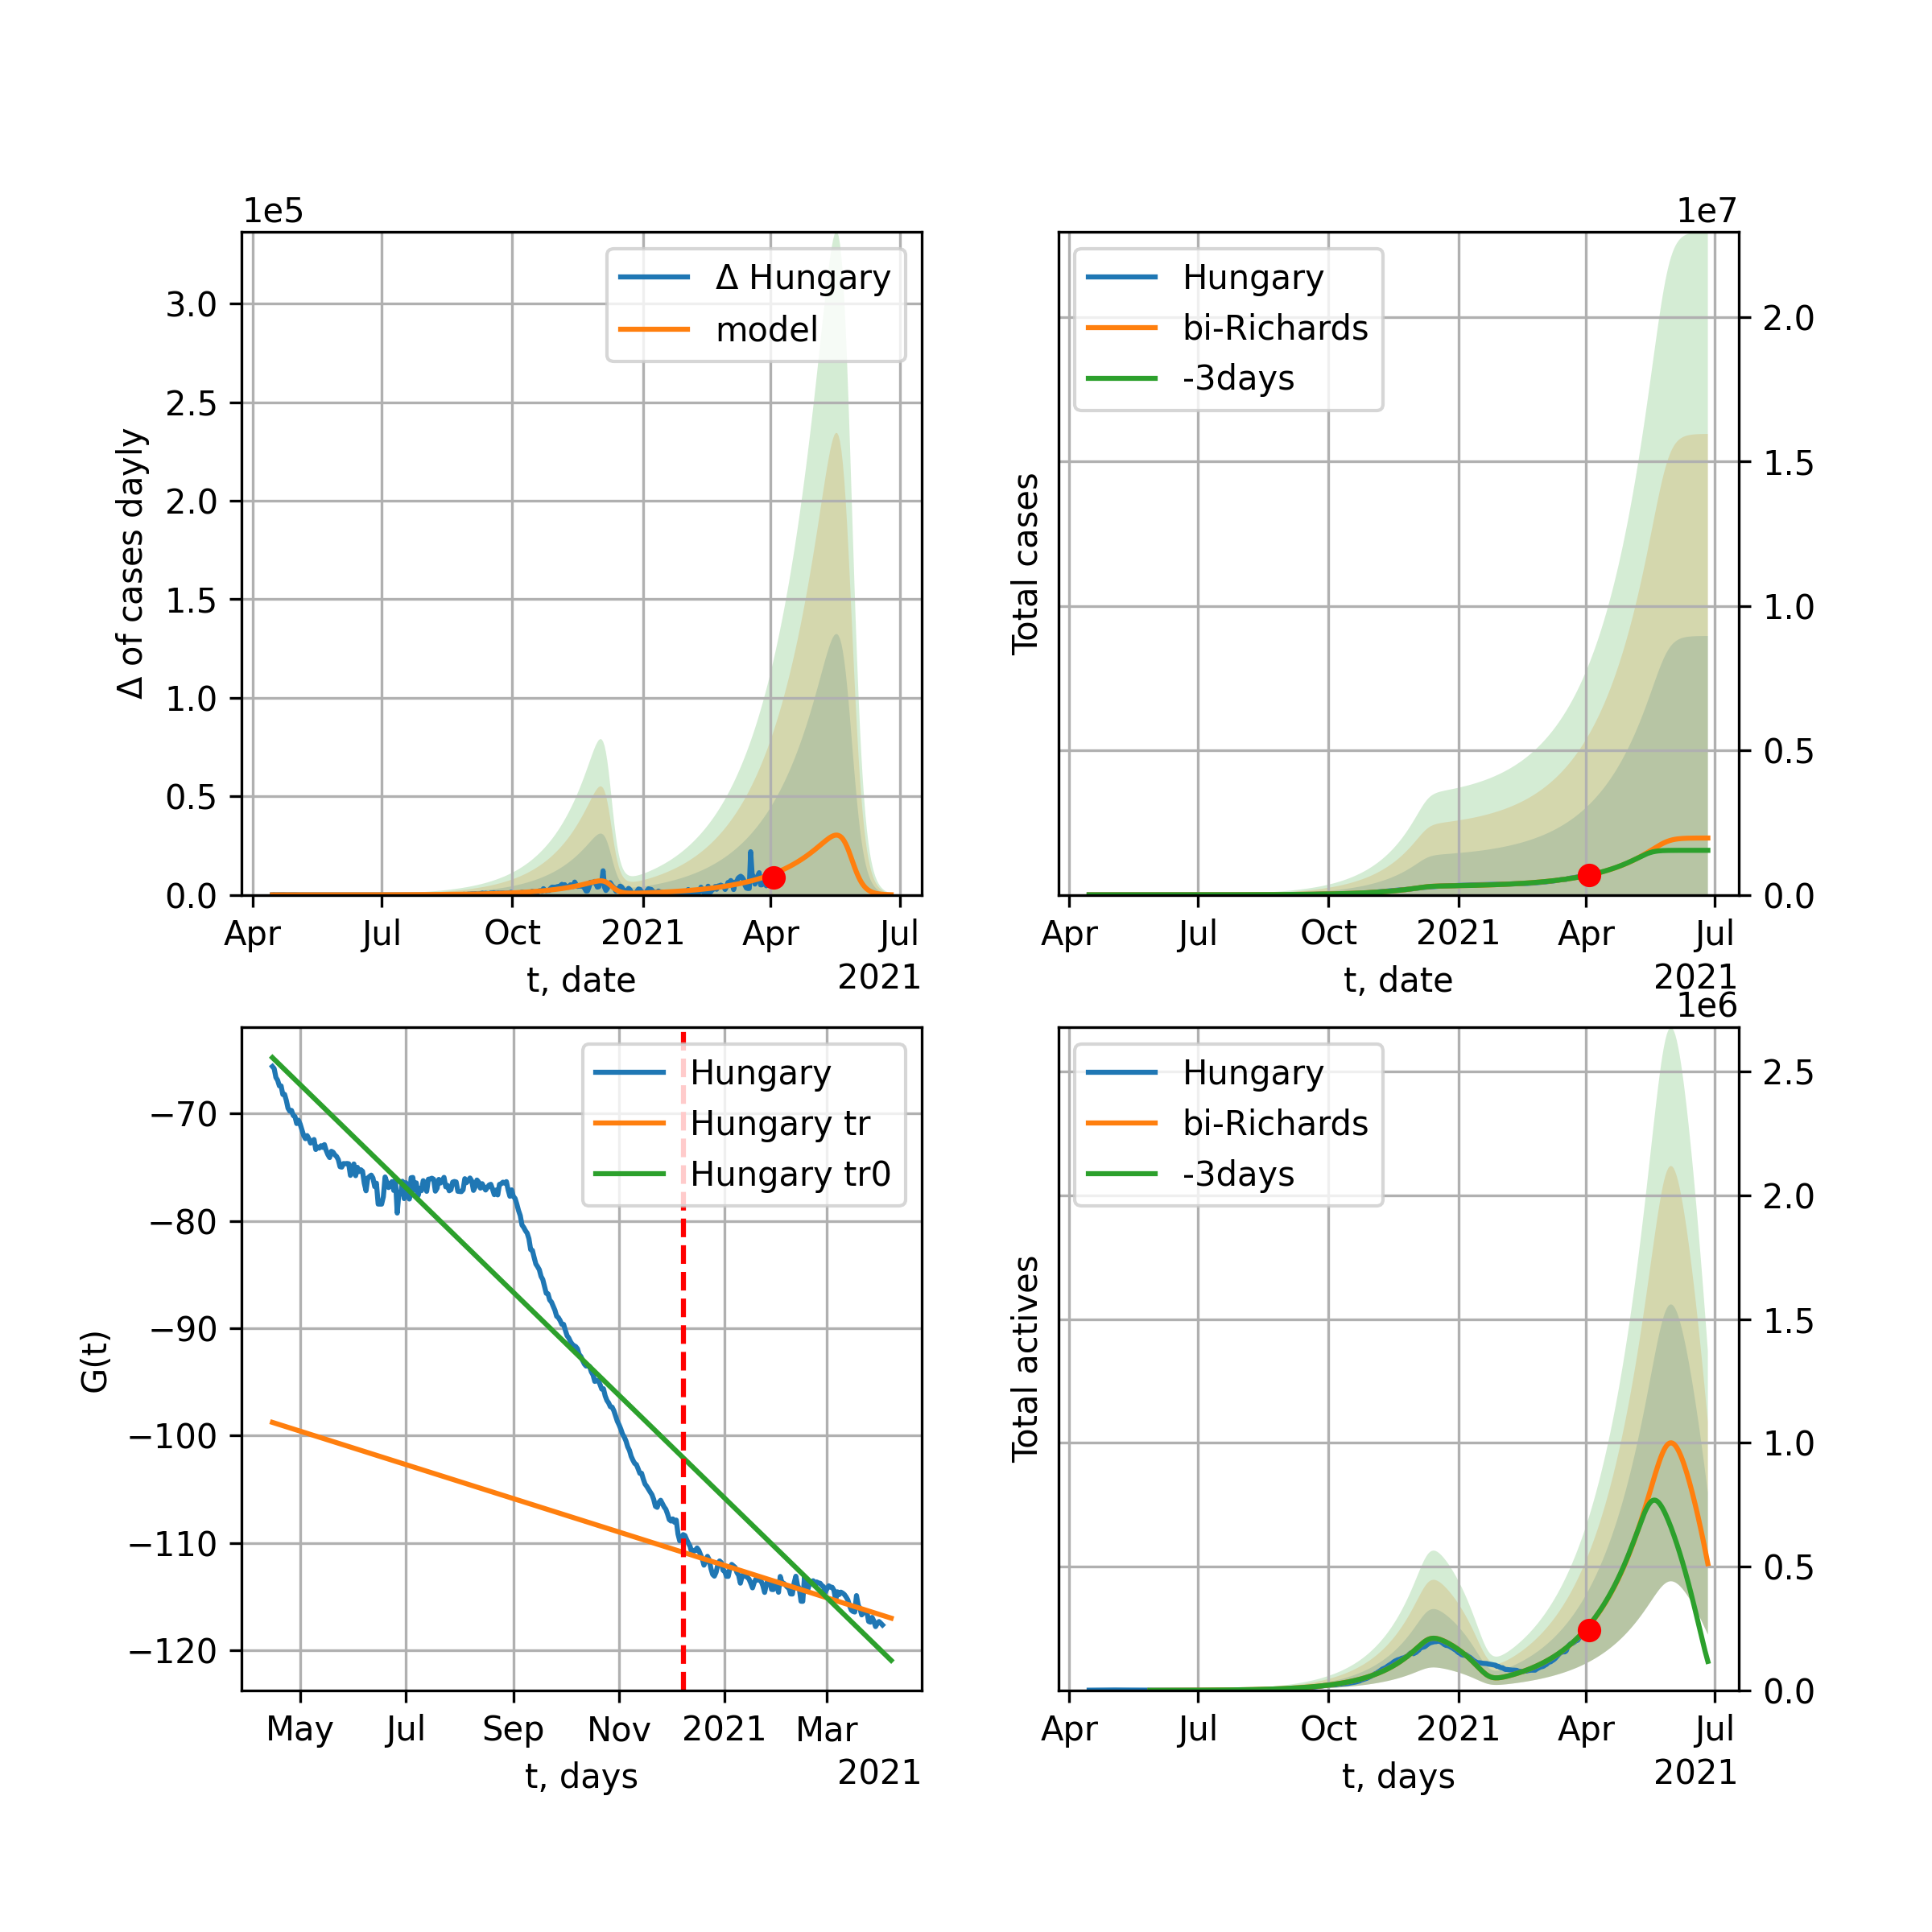 1e5
3.0
2.5
2.0
1.5
1.0
0.5
0.0
Δ of cases dayly
Δ Hungary
model
Apr Jul Oct 2021 Apr Jul
t, date
2021
1e7
Hungary
bi-Richards
-3days
Total cases
2.0
1.5
1.0
0.5
0.0
Apr Jul Oct 2021 Apr Jul
t, date
2021
−70
−80
−90
−100
−110
−120
G(t)
Hungary
Hungary tr
Hungary tr0
May Jul Sep Nov 2021 Mar
t, days
2021
1e6
Hungary
bi-Richards
-3days
Total actives
2.5
2.0
1.5
1.0
0.5
0.0
Apr Jul Oct 2021 Apr Jul
t, days
2021